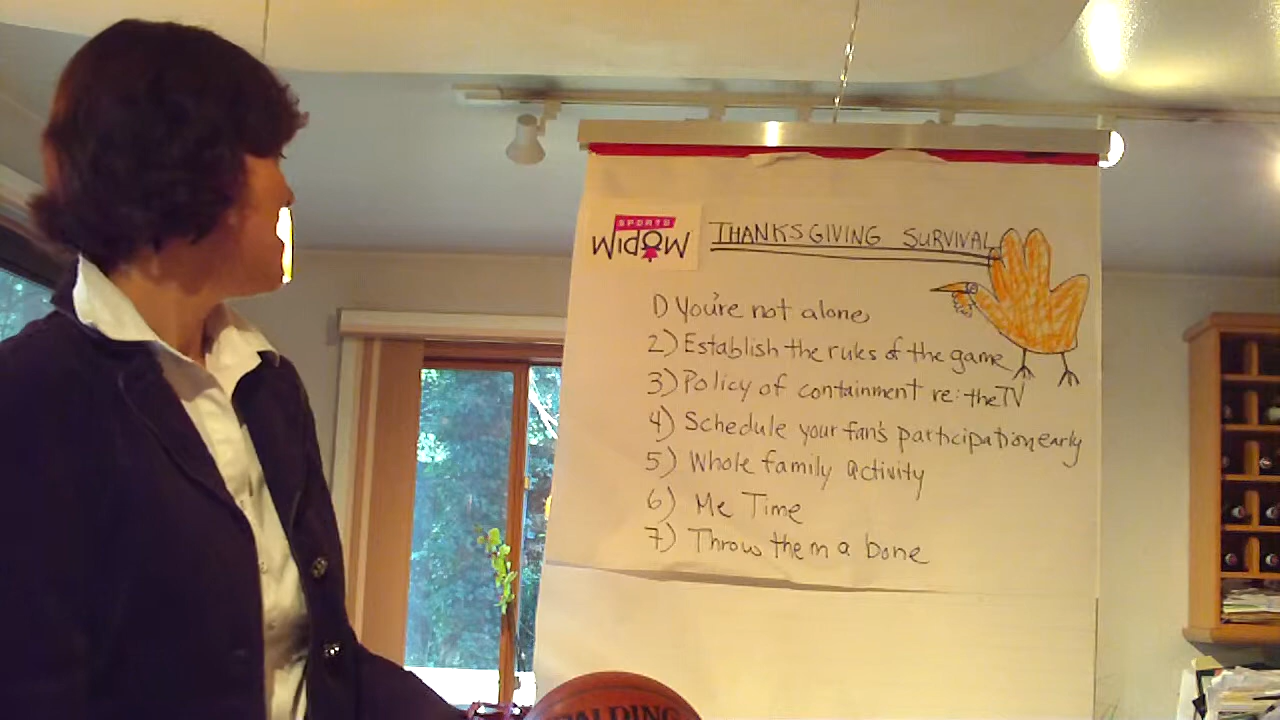 SPORTS
WIDOW
THANKSGIVING SURVIVAL
1) You're not alone
2) Establish the rules of the game
3) Policy of containment re: the TV
4) Schedule your fan's participation early
5) Whole family activity
6) Me Time
7) Throw them a bone
SPALDING